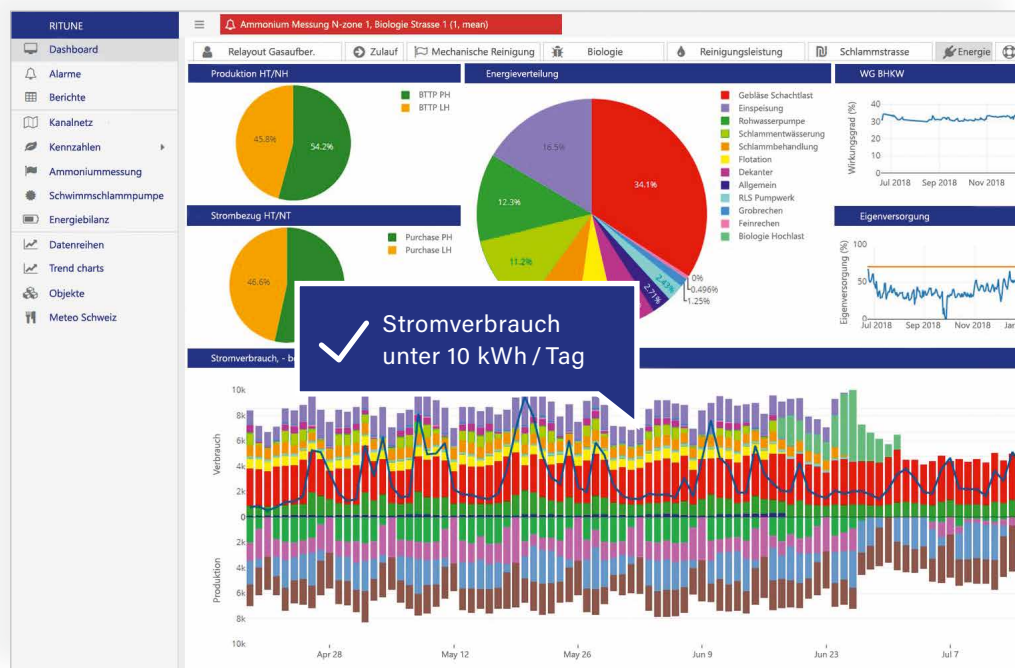 RITUNE
Ammonium Messung N-zone 1, Biologie Strasse 1 (1, mean)
Dashboard
Alarme
Berichte
Kanalnetz
Kennzahlen
Ammoniummessung
Schwimmschlammpumpe
Energiebilanz
Datenreihen
Trend charts
Objekte
Meteo Schweiz
Relayout Gasaufber.
Zulauf
Mechanische Reinigung
Biologie
Reinigungsleistung
Schlammstrasse
Energie
Produktion HT/NH
BTTP PH
BTTP LH
45.8%
54.2%
Strombezug HT/NT
Purchase PH
Purchase LH
46.6%
Energieverteilung
16.5%
34.1%
12.3%
11.2%
2.71%
2.43%
0%
0.496%
1.25%
Gebläse Schachtlast
Einspeisung
Rohwasserpumpe
Schlammentwässerung
Schlammbehandlung
Flotation
Dekanter
Allgemein
RLS Pumpwerk
Grobrechen
Feinrechen
Biologie Hochlast
WG BHKW
Wirkungsgrad (%)
40
30
20
10
0
Jul 2018 Sep 2018 Nov 2018
Eigenversorgung
Eigenversorgung (%)
100
50
0
Jul 2018 Sep 2018 Nov 2018
Stromverbrauch
unter 10 kWh / Tag
Stromverbrauch, - b
Verbrauch
Produktion
10k
8k
6k
4k
2k
0
2k
4k
6k
8k
10k
Apr 28 May 12 May 26 Jun 9 Jun 23 Jul 7